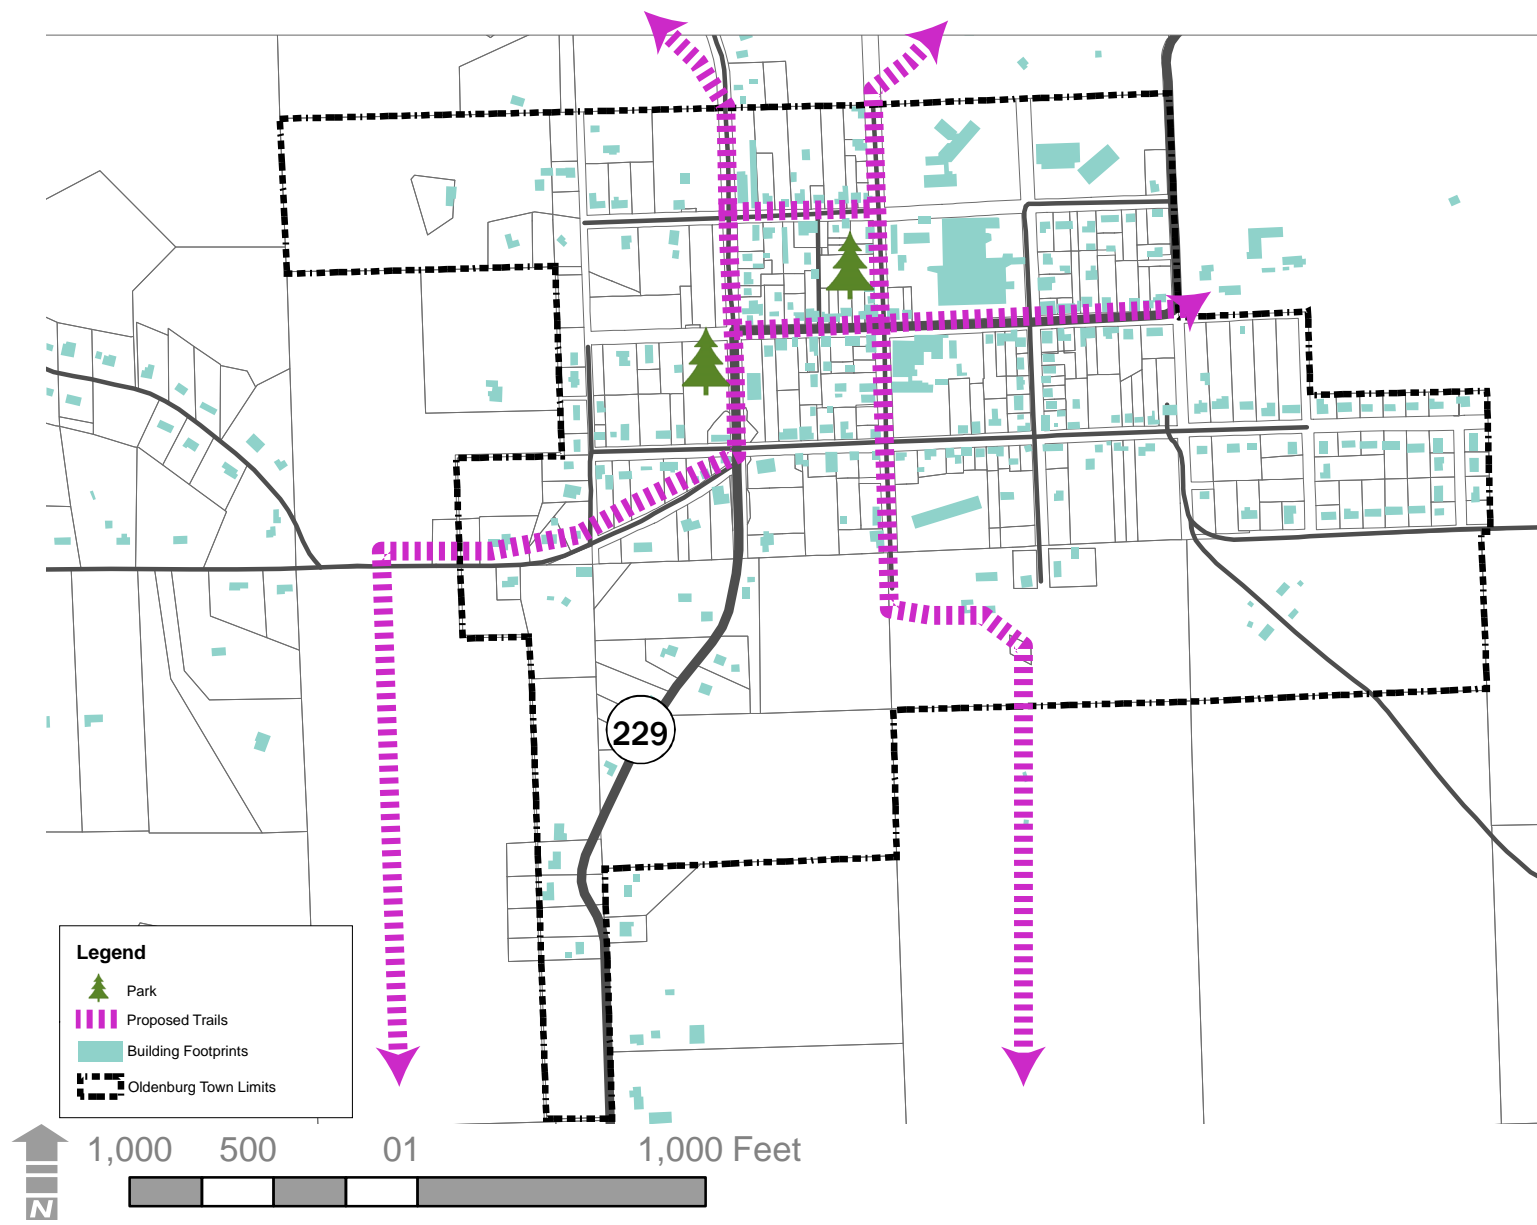 229
Legend
Park
Proposed Trails
Building Footprints
Oldenburg Town Limits
1,000 500 01 1,000 Feet
N